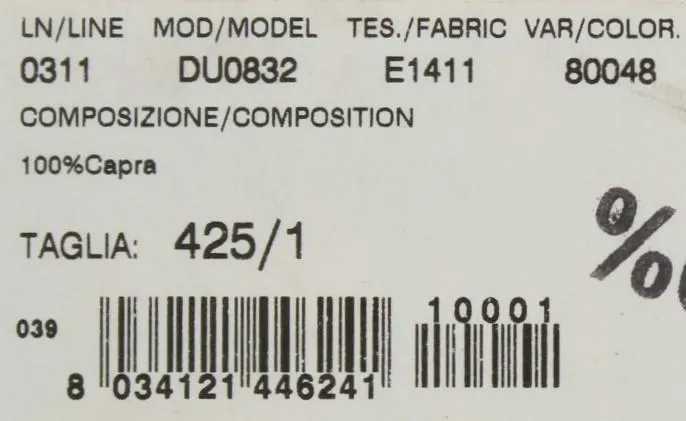 LN/LINE MOD/MODEL TES./FABRIC VAR/COLOR.
0311 DU0832 E1411 80048
COMPOSIZIONE/COMPOSITION
100%Capra
TAGLIA: 425/1
%
039
10001
8 034121 446241